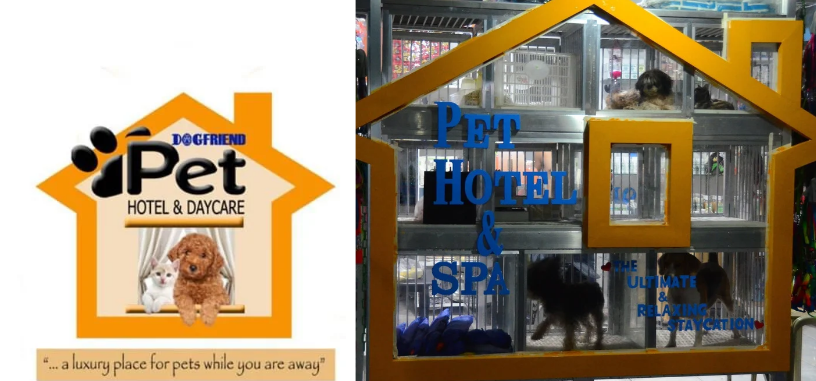 DOGFRIEND
Pet
HOTEL & DAYCARE
"... a luxury place for pets while you are away"
PET
HOTEL
&
SPA
THE
ULTIMATE
&
RELAXING
STAYCATION